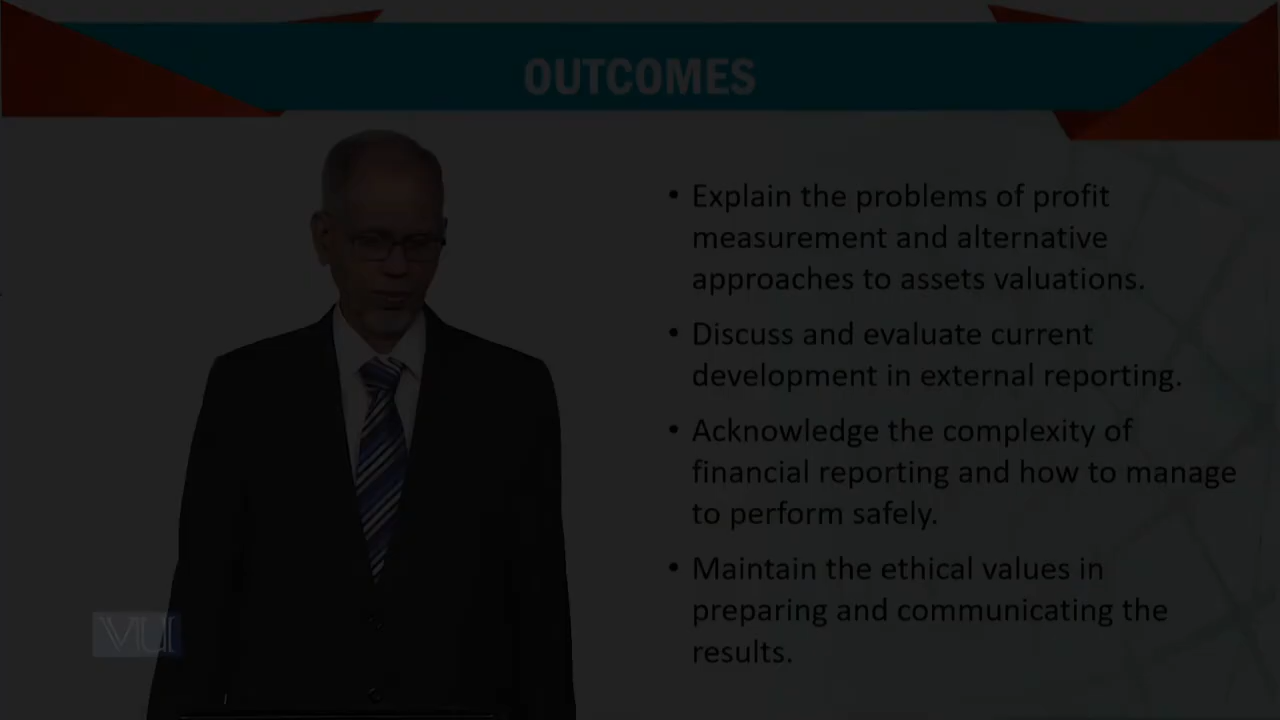 OUTCOMES
• Explain the problems of profit
measurement and alternative
approaches to assets valuations.
• Discuss and evaluate current
development in external reporting.
• Acknowledge the complexity of
financial reporting and how to manage
to perform safely.
• Maintain the ethical values in
preparing and communicating the
results.
VU